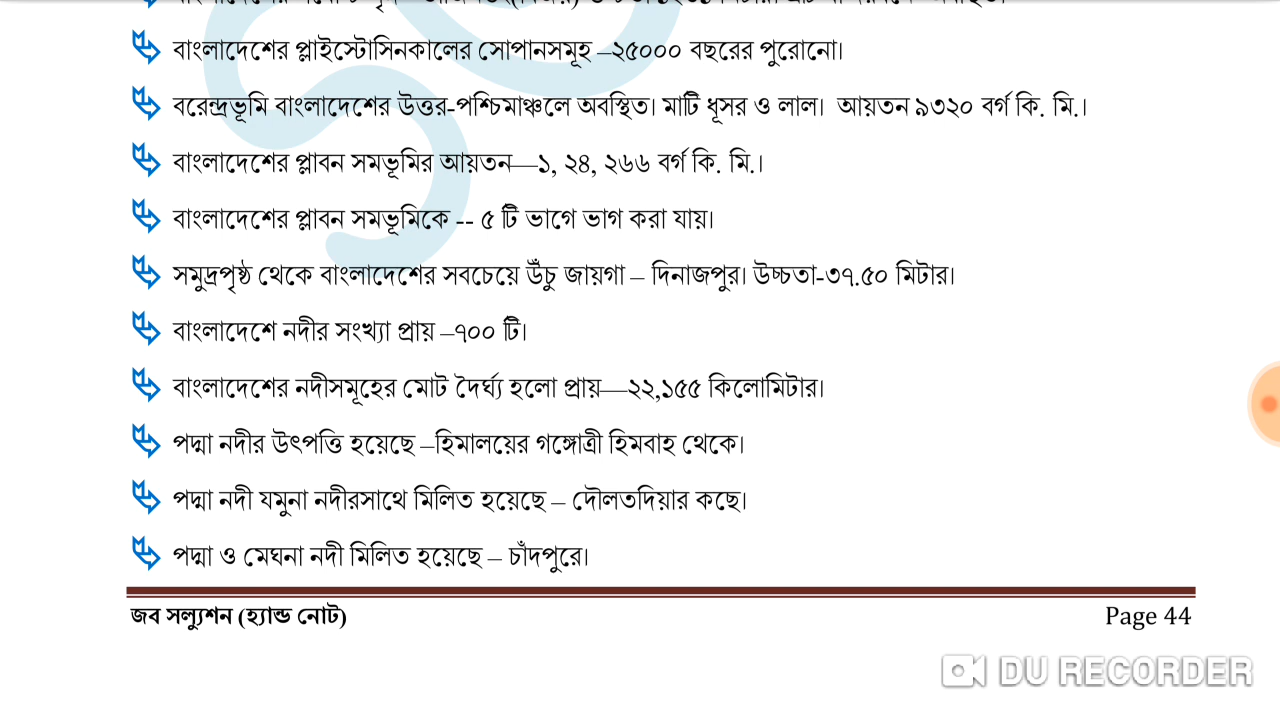 বাংলাদেশের প্লাইস্টোসিনকালের সোপানসমূহ –২৫০০০ বছরের পুরোনো।
বরেন্দ্রভূমি বাংলাদেশের উত্তর-পশ্চিমাঞ্চলে অবস্থিত। মাটি ধূসর ও লাল। আয়তন ৯৩২০ বর্গ কি. মি.।
বাংলাদেশের প্লাবন সমভূমির আয়তন—১, ২৪, ২৬৬ বর্গ কি. মি.।
বাংলাদেশের প্লাবন সমভূমিকে -- ৫ টি ভাগে ভাগ করা যায়।
সমুদ্রপৃষ্ঠ থেকে বাংলাদেশের সবচেয়ে উঁচু জায়গা – দিনাজপুর। উচ্চতা-৩৭.৫০ মিটার।
বাংলাদেশে নদীর সংখ্যা প্রায় –৭০০ টি।
বাংলাদেশের নদীসমূহের মোট দৈর্ঘ্য হলো প্রায়—২২,১৫৫ কিলোমিটার।
পদ্মা নদীর উৎপত্তি হয়েছে –হিমালয়ের গঙ্গোত্রী হিমবাহ থেকে।
পদ্মা নদী যমুনা নদীরসাথে মিলিত হয়েছে – দৌলতদিয়ার কছে।
পদ্মা ও মেঘনা নদী মিলিত হয়েছে – চাঁদপুরে।
জব সল্যুশন (হ্যান্ড নোট) Page 44
DU RECORDER